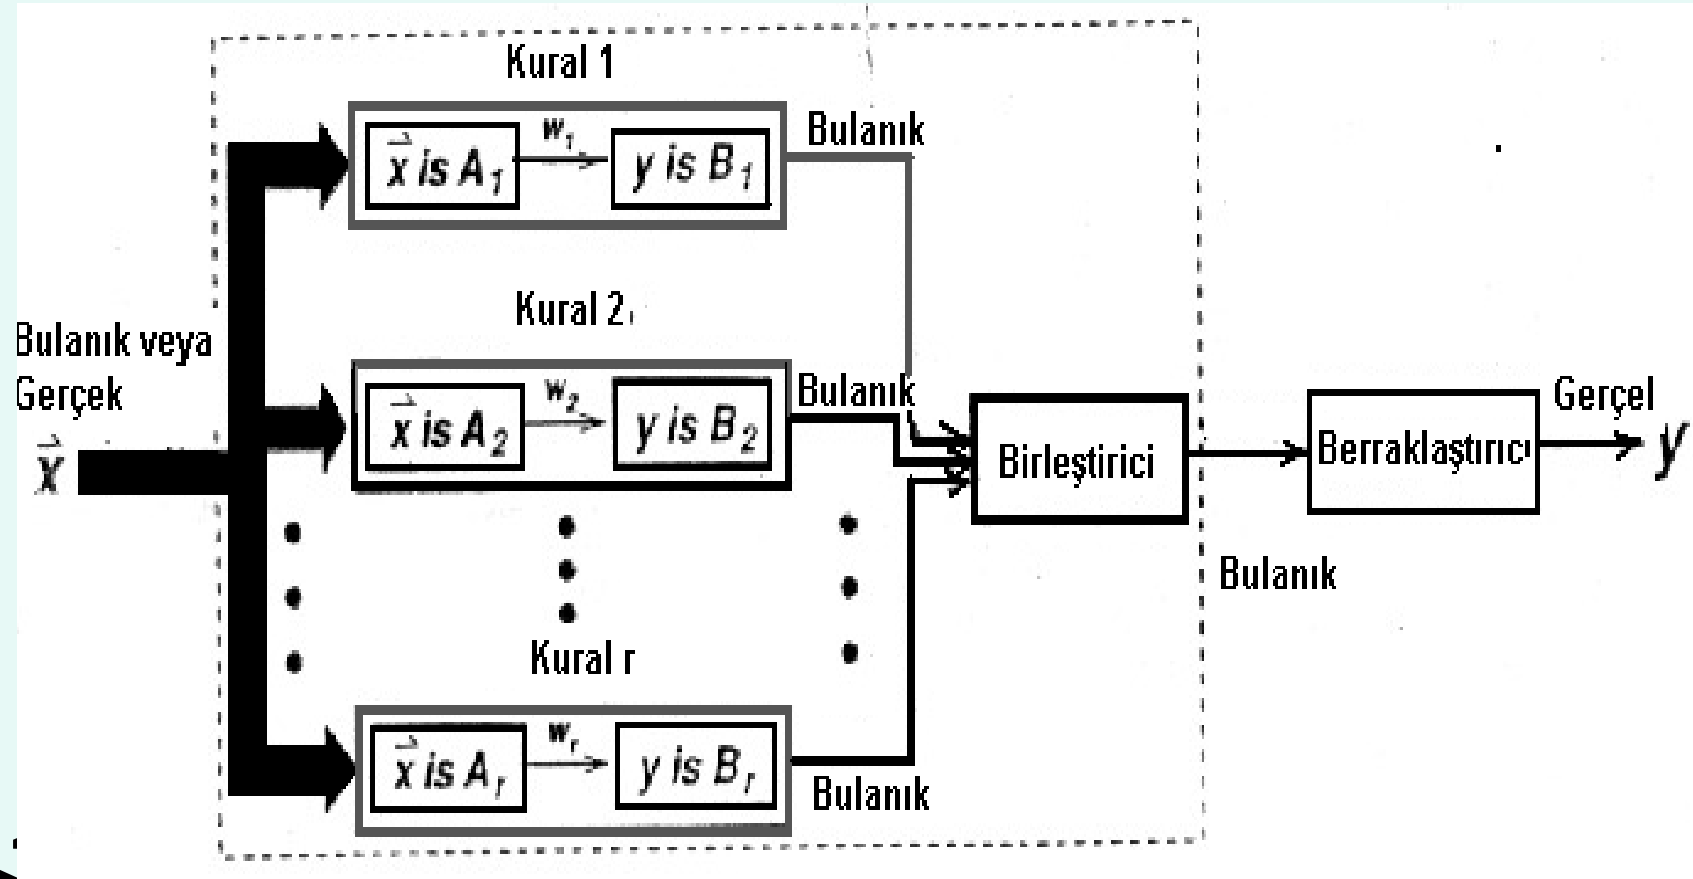 Kural 1
x is A1
w1
y is B1
Bulanık
Kural 2
Bulanık veya
Gerçek
x
x is A2
w2
y is B2
Bulanık
Birleştirici
Berraklaştırıcı
Gerçel
y
Bulanık
Kural r
x is Ar
wr
y is Br
Bulanık